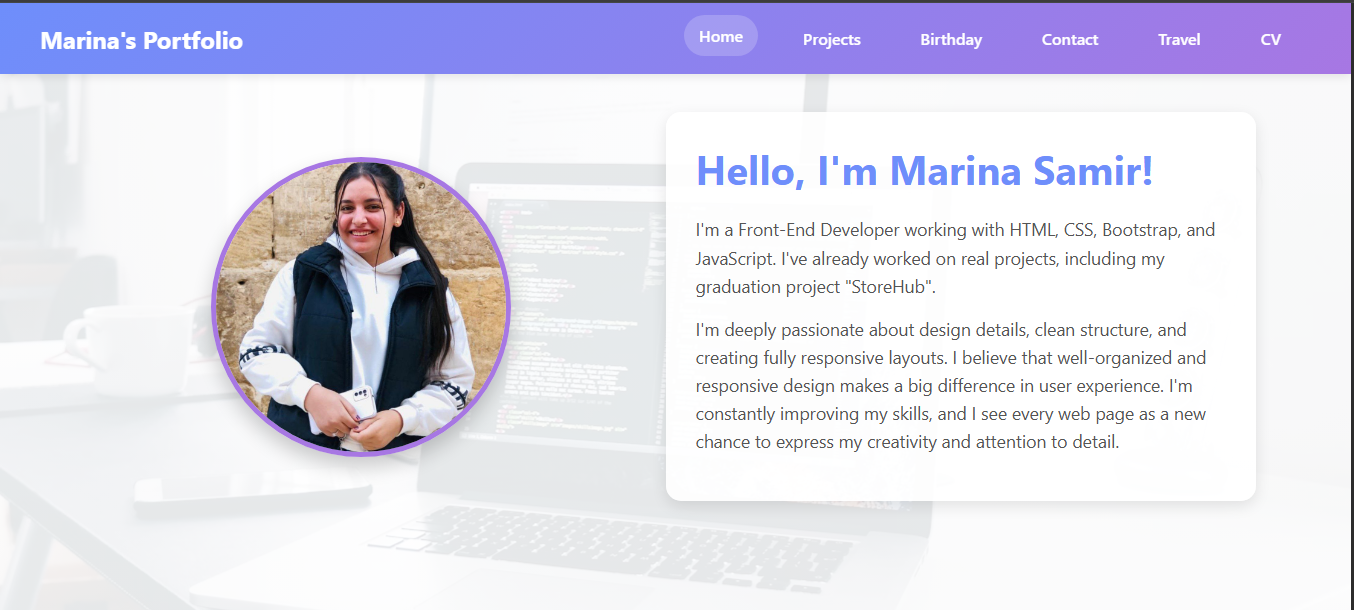 Marina's Portfolio
Home
Projects
Birthday
Contact
Travel
CV
Hello, I'm Marina Samir!
I'm a Front-End Developer working with HTML, CSS, Bootstrap, and
JavaScript. I've already worked on real projects, including my
graduation project "StoreHub".
I'm deeply passionate about design details, clean structure, and
creating fully responsive layouts. I believe that well-organized and
responsive design makes a big difference in user experience. I'm
constantly improving my skills, and I see every web page as a new
chance to express my creativity and attention to detail.